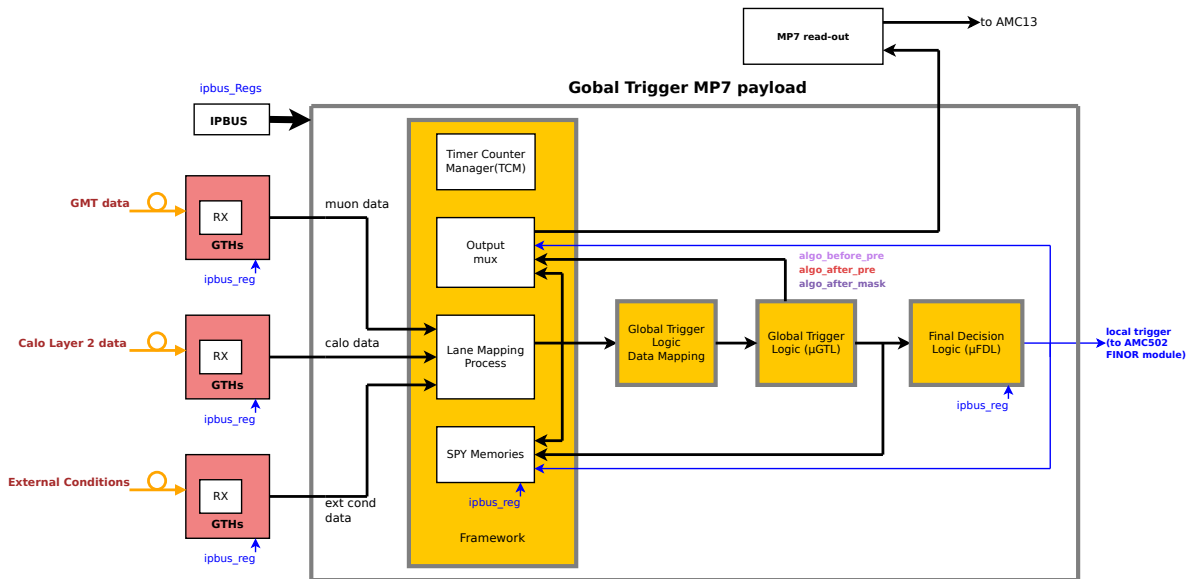 MP7 read-out
to AMC13
Gobal Trigger MP7 payload
ipbus_Regs
IPBUS
Timer Counter
Manager(TCM)
GMT data
RX
GTHs
ipbus_reg
muon data
Output
mux
algo_before_pre
algo_after_pre
algo_after_mask
Calo Layer 2 data
RX
GTHs
ipbus_reg
calo data
Lane Mapping
Process
Global Trigger
Logic
Data Mapping
Global Trigger
Logic (μGTL)
Final Decision
Logic (μFDL)
ipbus_reg
local trigger
(to AMC502
FINOR module)
External Conditions
RX
GTHs
ipbus_reg
ext cond
data
SPY Memories
ipbus_reg
Framework